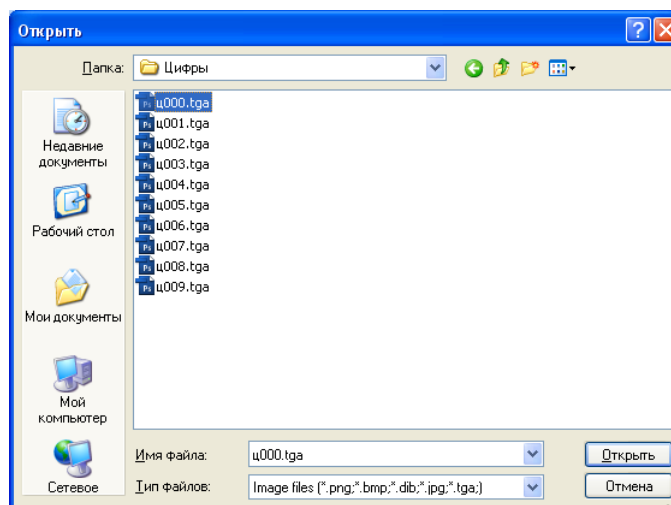 Открыть
Папка:
Цифры
Недавние
документы
Рабочий стол
Мои документы
Мой
компьютер
Сетевое
ц000.tga
ц001.tga
ц002.tga
ц003.tga
ц004.tga
ц005.tga
ц006.tga
ц007.tga
ц008.tga
ц009.tga
Имя файла:
ц000.tga
Открыть
Тип файлов:
Image files (*.png;*.bmp;*.dib;*.jpg;*.tga;)
Отмена